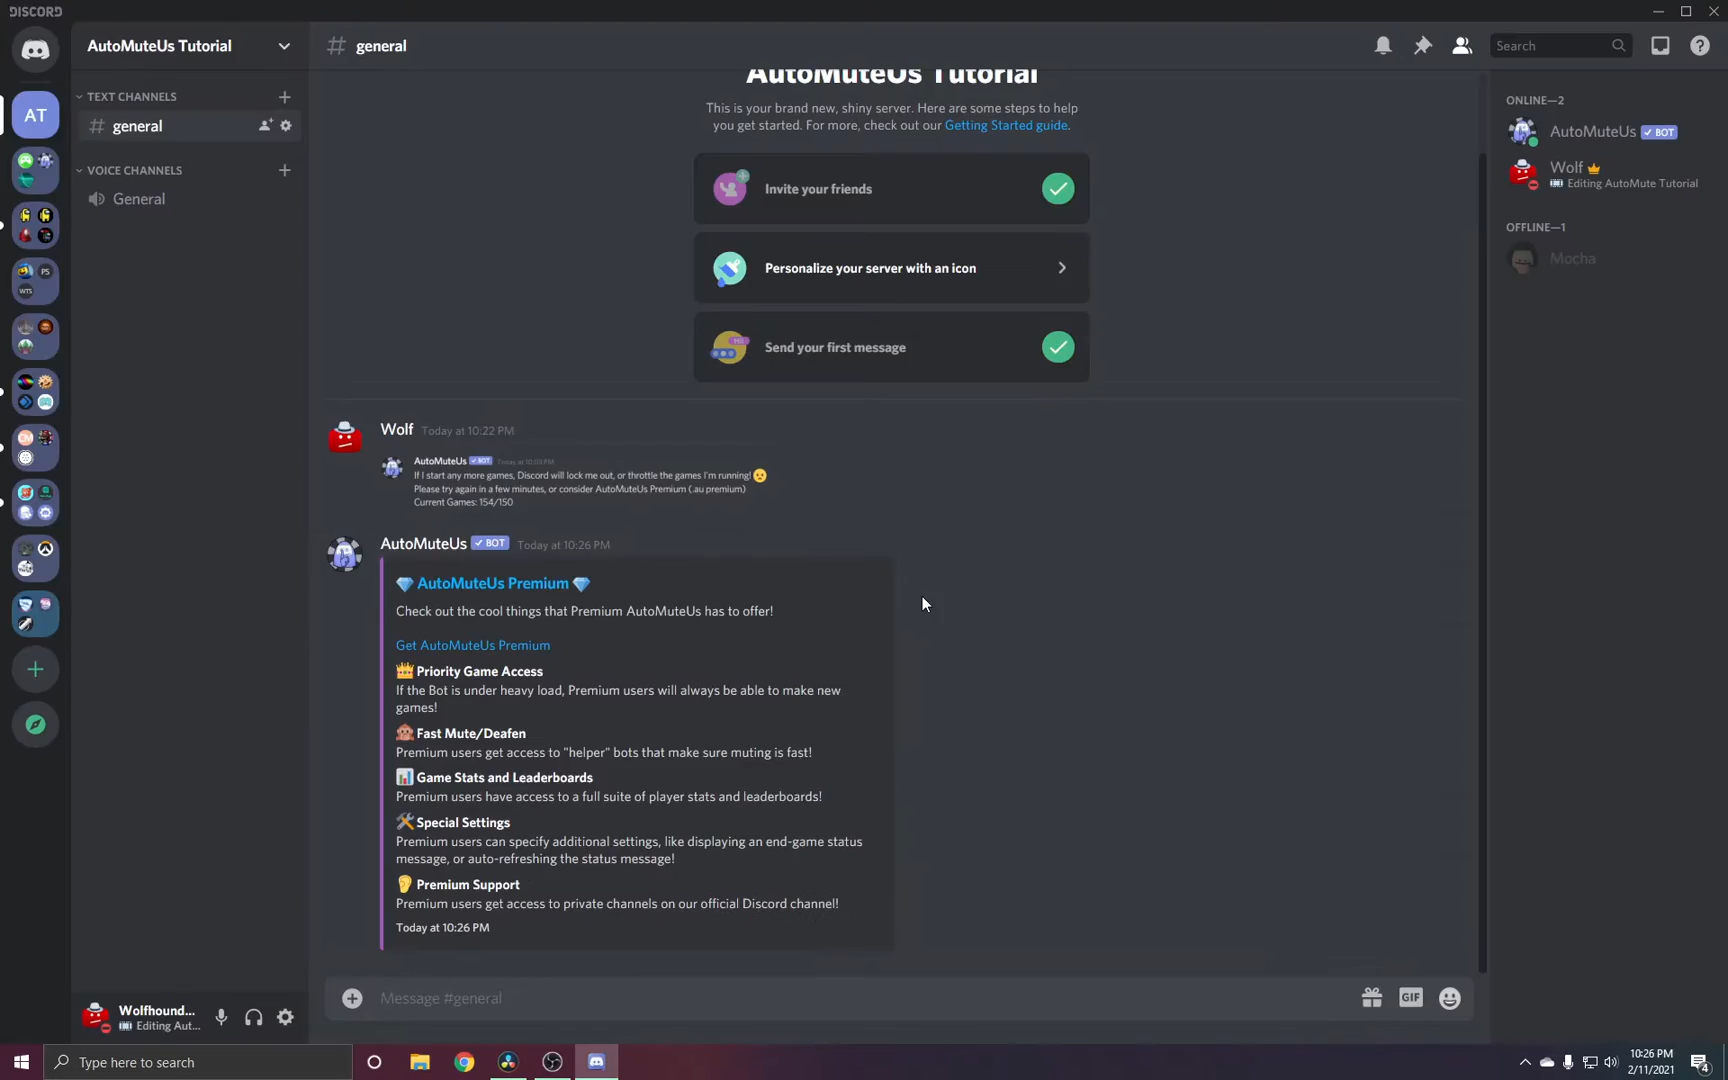 DISCORD
AutoMuteUs Tutorial
general
Search
AutoMuteUs Tutorial
This is your brand new, shiny server. Here are some steps to help
you get started. For more, check out our Getting Started guide.
Invite your friends
Personalize your server with an icon
Send your first message
AT
TEXT CHANNELS
general
VOICE CHANNELS
General
PS
WTS
Wolf Today at 10:22 PM
AutoMuteUs BOT
If I start any more games, Discord will lock me out, or throttle the games I'm running!
Please try again in a few minutes, or consider AutoMuteUs Premium (.au premium)
Current Games: 154/150
AutoMuteUs BOT Today at 10:26 PM
AutoMuteUs Premium
Check out the cool things that Premium AutoMuteUs has to offer!
Get AutoMuteUs Premium
Priority Game Access
If the Bot is under heavy load, Premium users will always be able to make new
games!
Fast Mute/Deafen
Premium users get access to "helper" bots that make sure muting is fast!
Game Stats and Leaderboards
Premium users have access to a full suite of player stats and leaderboards!
Special Settings
Premium users can specify additional settings, like displaying an end-game status
message, or auto-refreshing the status message!
Premium Support
Premium users get access to private channels on our official Discord channel!
Today at 10:26 PM
Message #general
GIF
ONLINE—2
AutoMuteUs BOT
Wolf
Editing AutoMute Tutorial
OFFLINE—1
Mocha
Wolfhound...
Editing Aut...
Type here to search
10:26 PM
2/11/2021
4